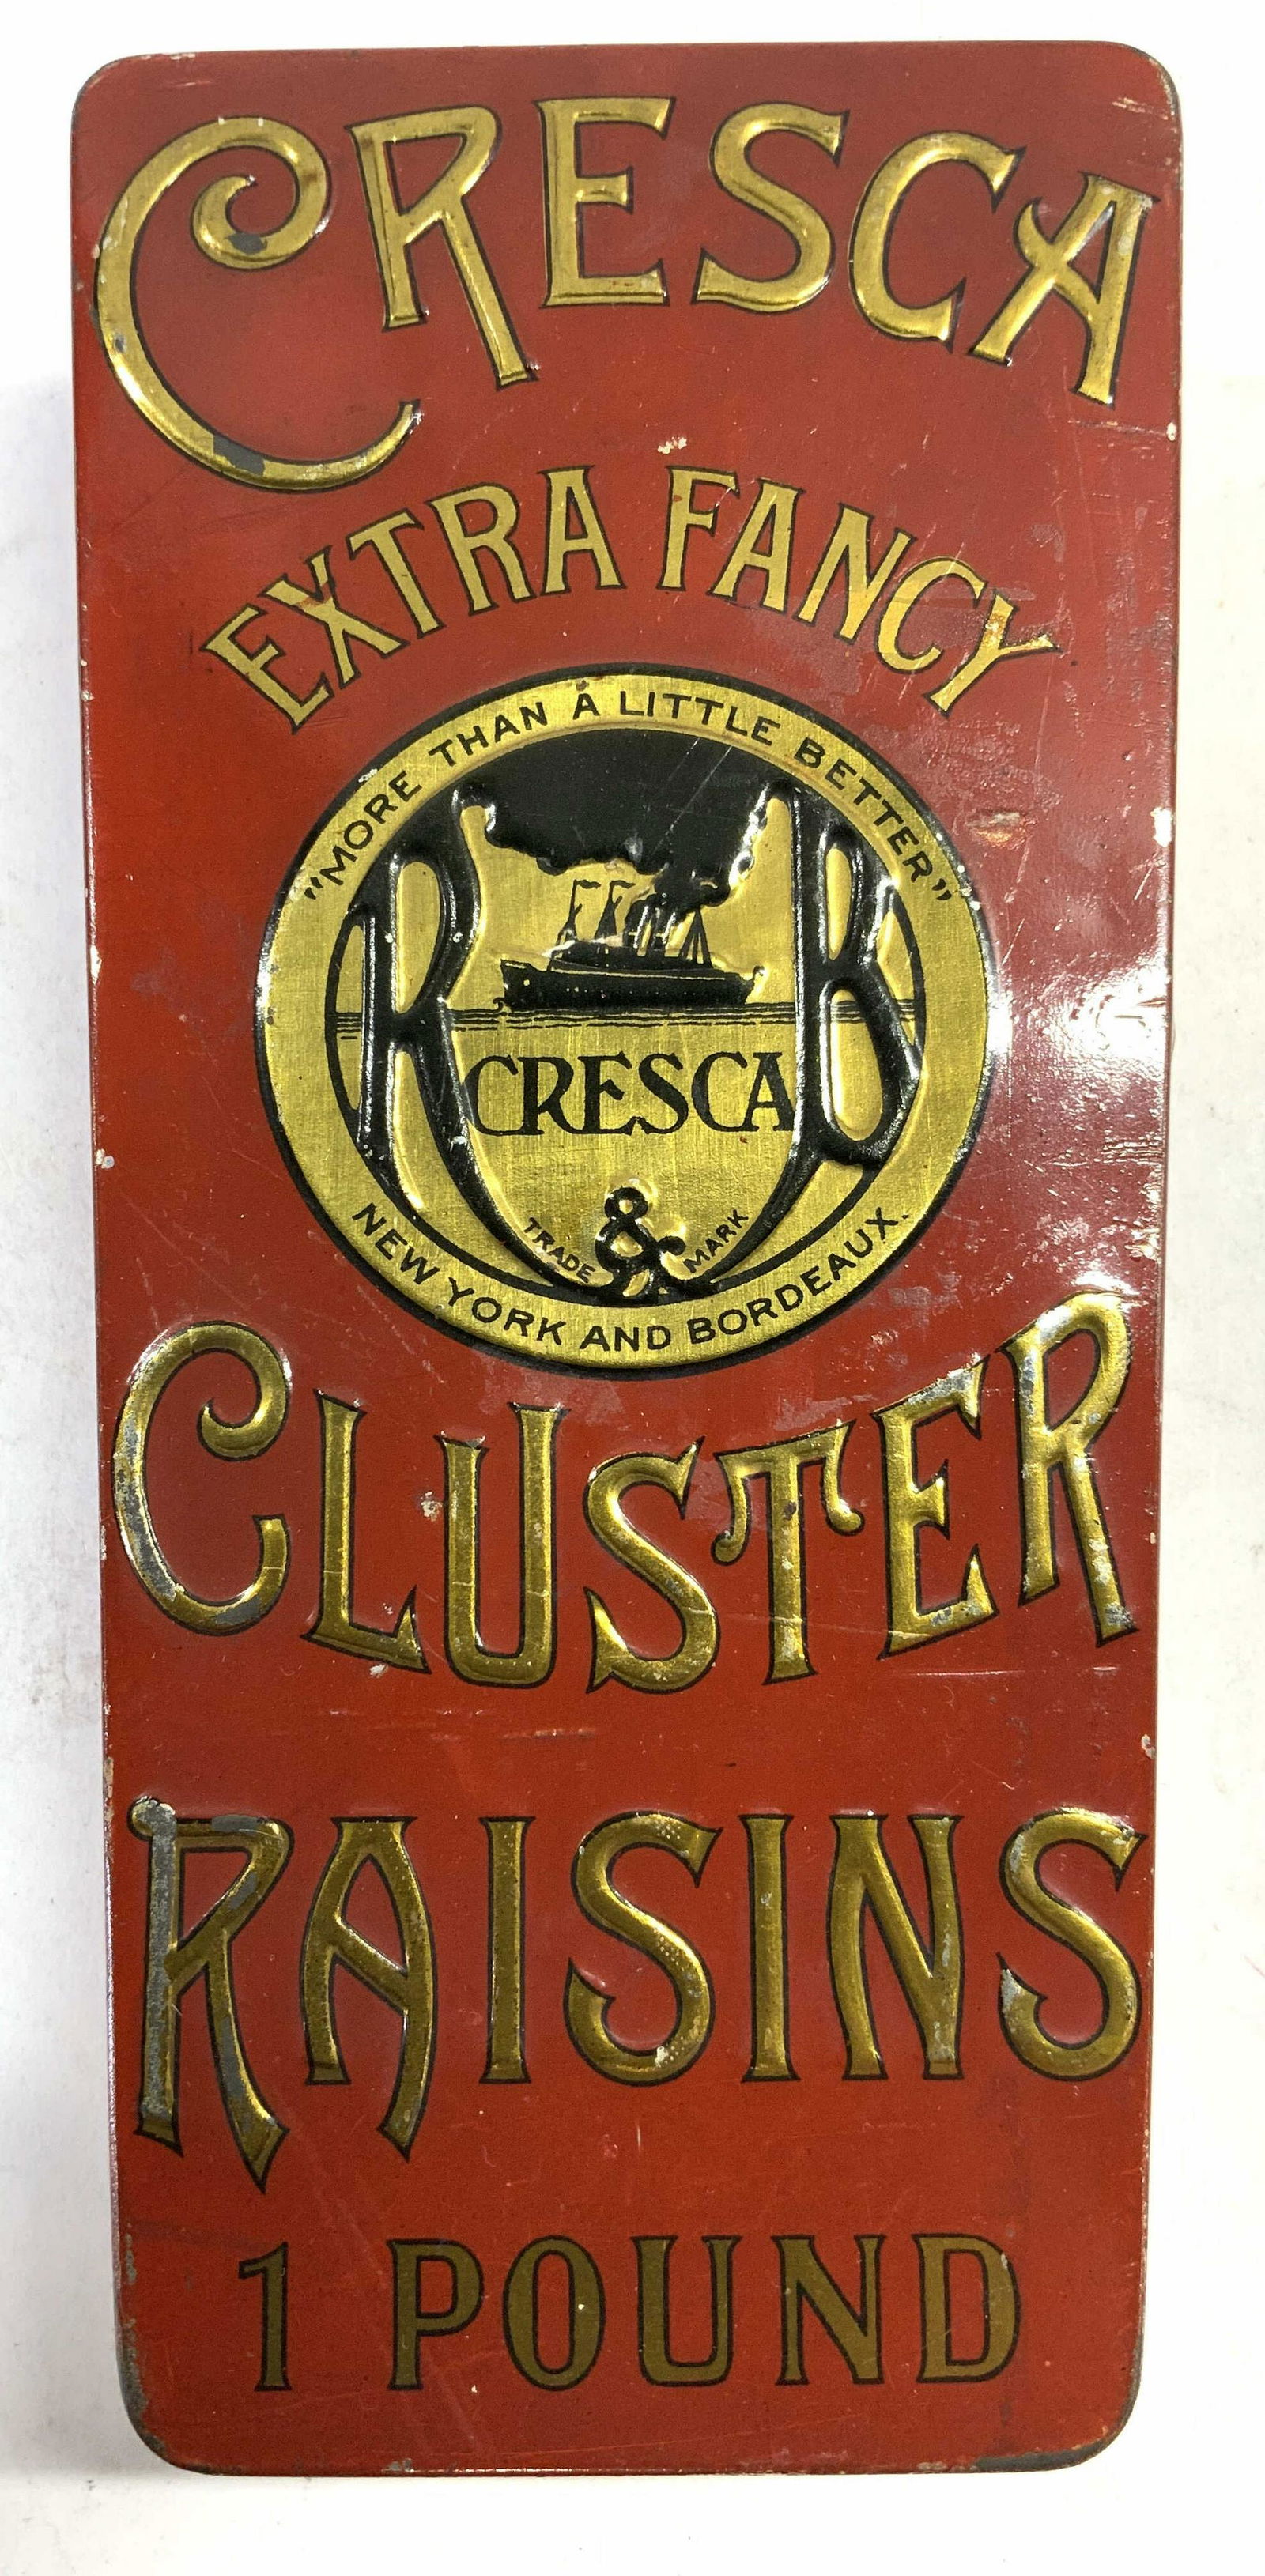 CRESCA
EXTRA FANCY
"MORE THAN A LITTLE BETTER"
R B
CRESCA
&
TRADE MARK
NEW YORK AND BORDEAUX.
CLUSTER
RAISINS
1 POUND